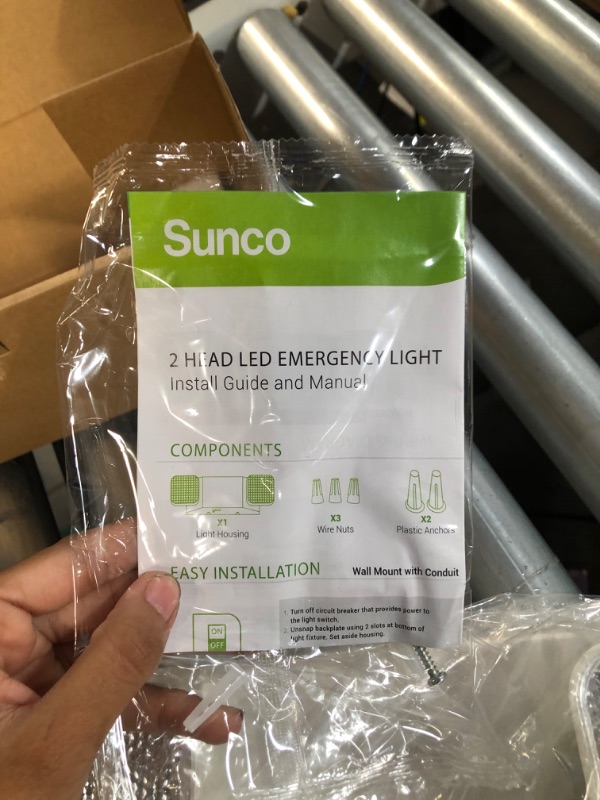 Sunco
2 HEAD LED EMERGENCY LIGHT
Install Guide and Manual
COMPONENTS
X1
Light Housing
X3
Wire Nuts
X2
Plastic Anchors
EASY INSTALLATION
Wall Mount with Conduit
ON
OFF
1. Turn off circuit breaker that provides power to
the light switch.
2. Unsnap backplate using 2 slots at bottom of
light fixture. Set aside housing.